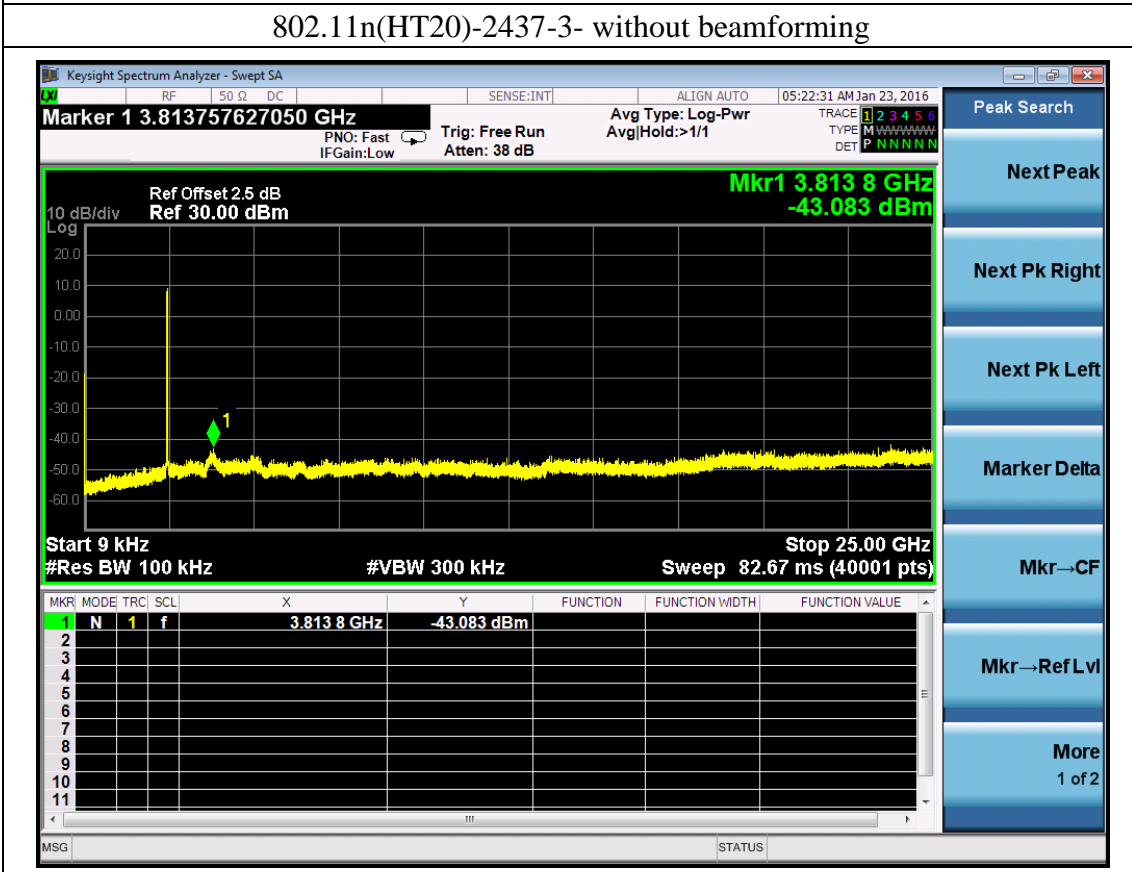 802.11n(HT20)-2437-3- without beamforming
Keysight Spectrum Analyzer - Swept SA
LXI RF 50 Ω DC SENSE:INT ALIGN AUTO 05:22:31 AM Jan 23, 2016
Marker 1 3.813757627050 GHz
PNO: Fast
IFGain:Low
Trig: Free Run
Atten: 38 dB
Avg Type: Log-Pwr
Avg|Hold:>1/1
TRACE 1 2 3 4 5 6
TYPE M WWWWW
DET P N N N N N
Peak Search
Next Peak
Next Pk Right
Next Pk Left
Marker Delta
Mkr→CF
Mkr→Ref Lvl
More
1 of 2
Mkr1 3.813 8 GHz
-43.083 dBm
Ref Offset 2.5 dB
10 dB/div Ref 30.00 dBm
Log
20.0
10.0
0.00
-10.0
-20.0
-30.0
-40.0
-50.0
-60.0
1
Start 9 kHz Stop 25.00 GHz
#Res BW 100 kHz #VBW 300 kHz Sweep 82.67 ms (40001 pts)
MKR MODE TRC SCL X Y FUNCTION FUNCTION WIDTH FUNCTION VALUE
1 N 1 f 3.813 8 GHz -43.083 dBm
2
3
4
5
6
7
8
9
10
11
MSG STATUS